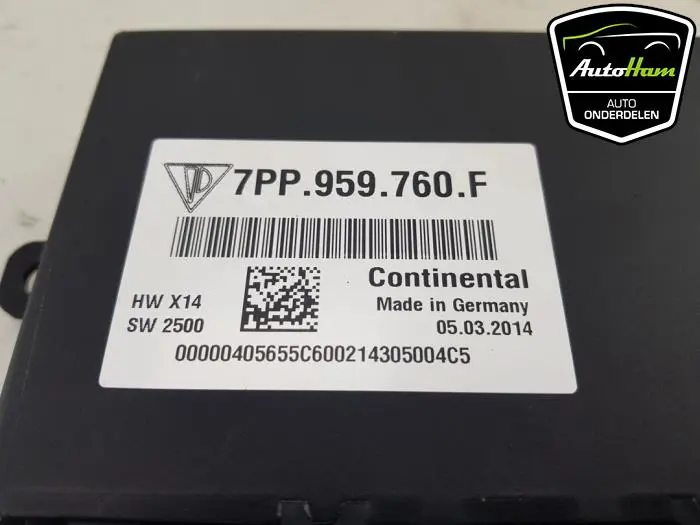 AutoHam
AUTO
ONDERDELEN
7PP.959.760.F
Continental
Made in Germany
05.03.2014
HW X14
SW 2500
00000405655C600214305004C5